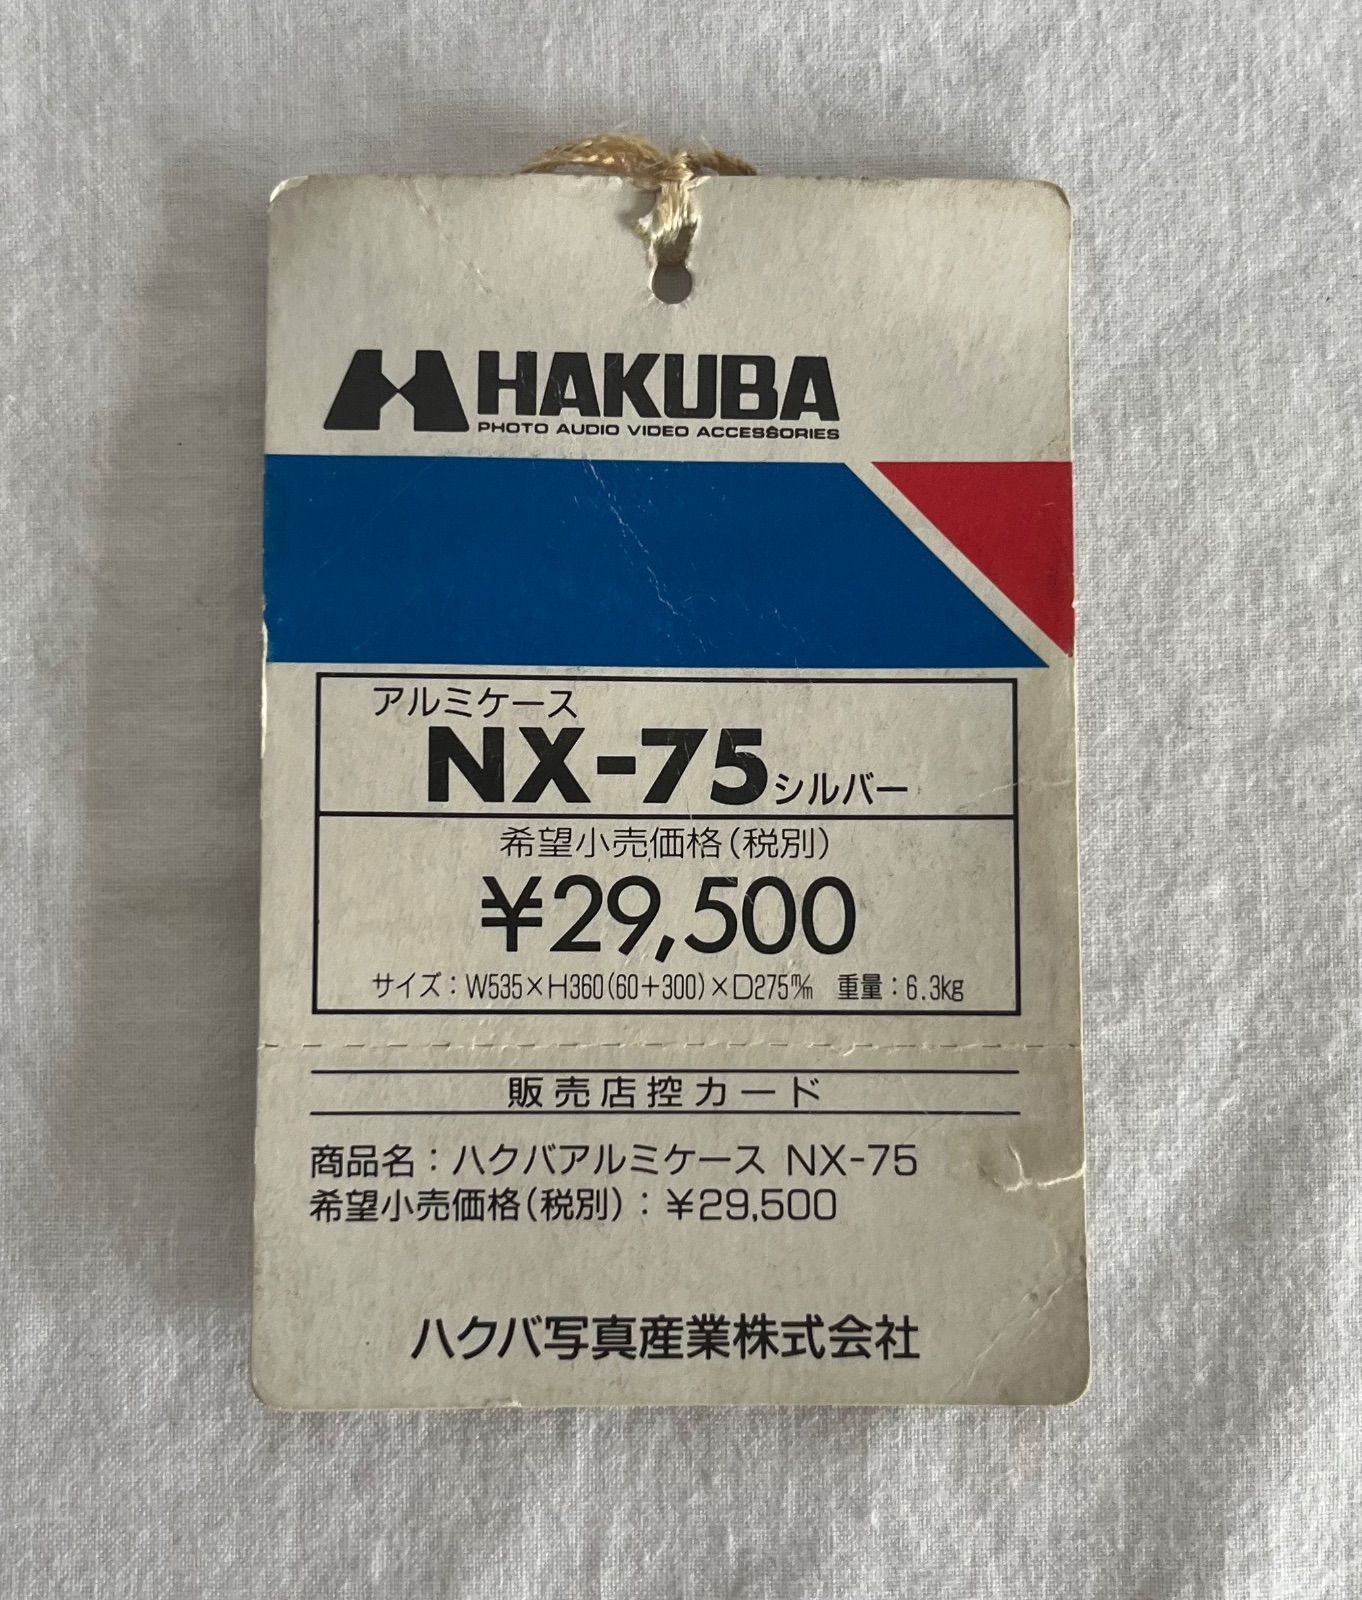 HAKUBA
PHOTO AUDIO VIDEO ACCESSORIES
アルミケース
NX-75 シルバー
希望小売価格(税別)
¥29,500
サイズ:W535×H360(60+300)×D275㎜ 重量:6.3kg
販売店控カード
商品名:ハクバアルミケース NX-75
希望小売価格(税別):¥29,500
ハクバ写真産業株式会社